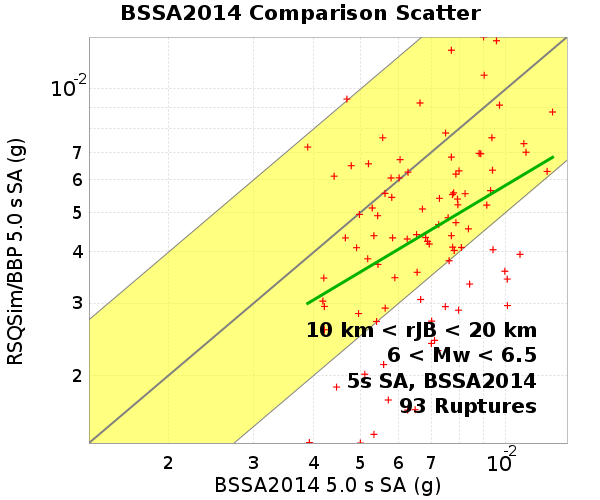 BSSA2014 Comparison Scatter
RSQSim/BBP 5.0 s SA (g)
10-2
7
6
5
4
3
2
10 km < rJB < 20 km
6 < Mw < 6.5
5s SA, BSSA2014
93 Ruptures
2 3 4 5 6 7 10-2
BSSA2014 5.0 s SA (g)